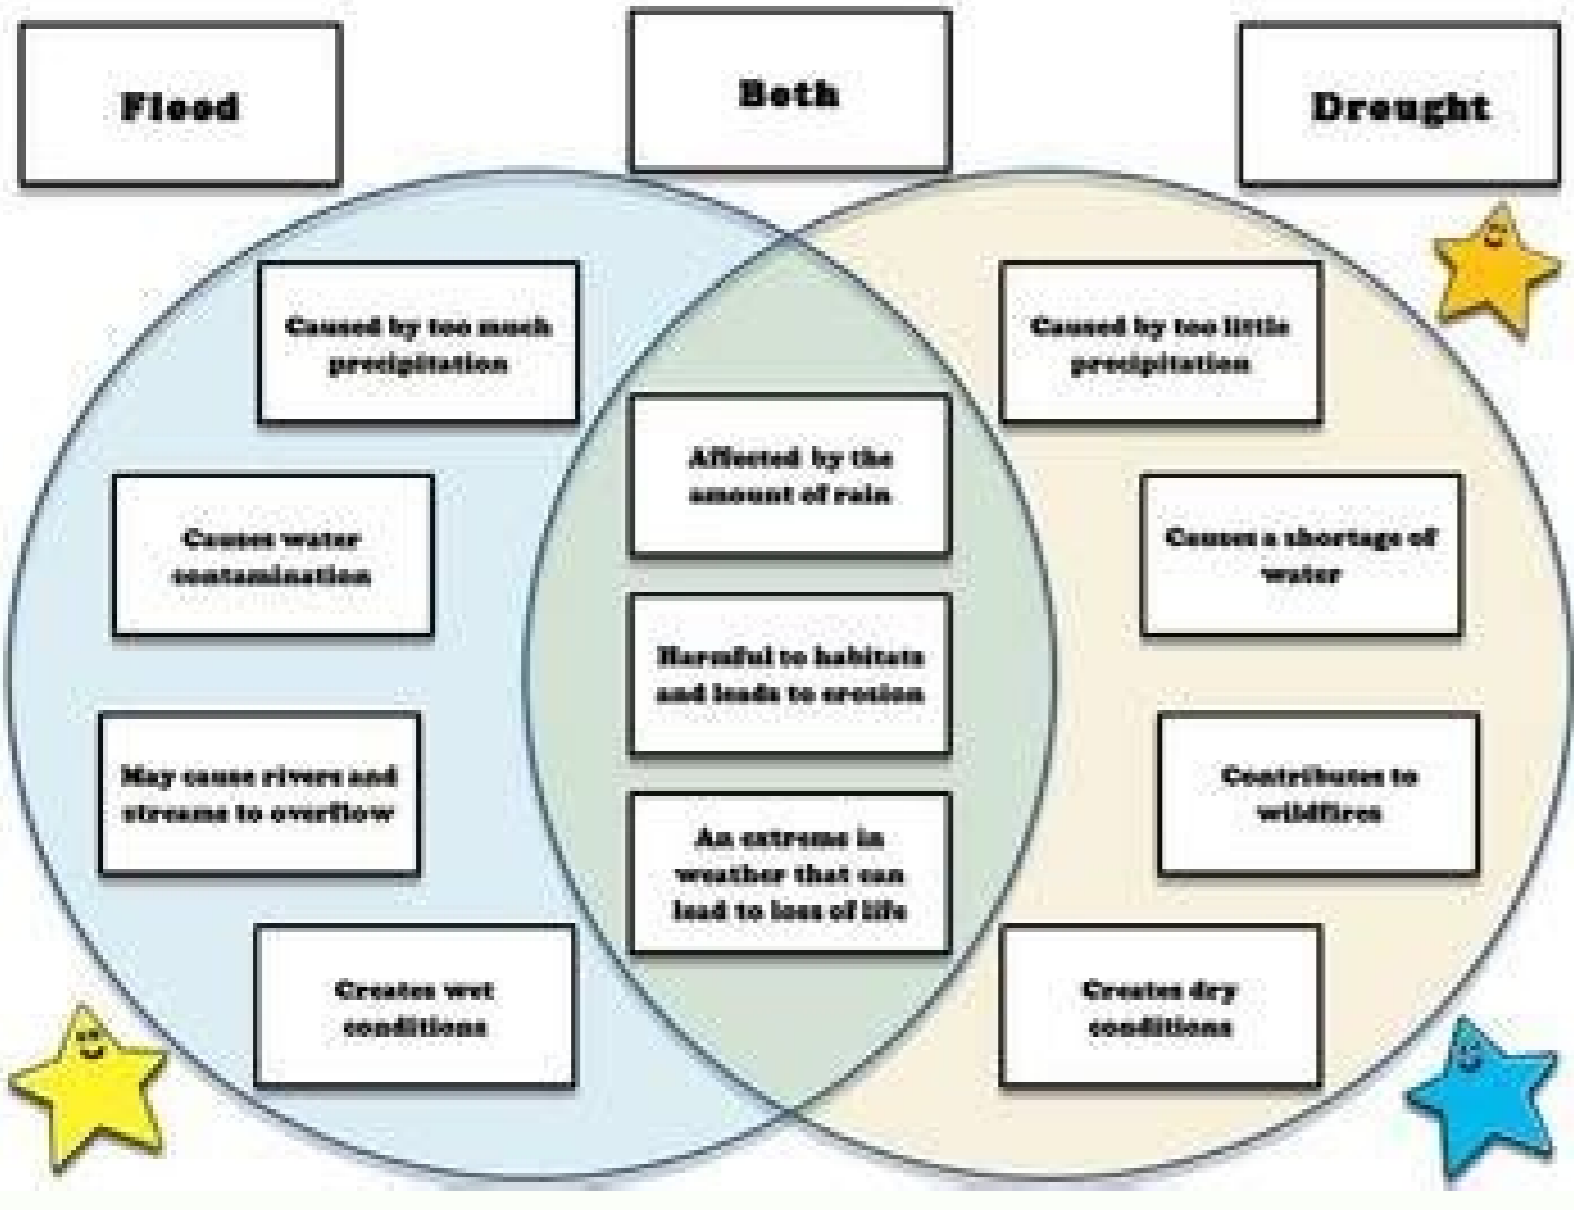 Flood
Both
Drought
Caused by too much
precipitation
Caused by too little
precipitation
Affected by the
amount of rain
Causes water
contamination
Causes a shortage of
water
Harmful to habitats
and leads to erosion
May cause rivers and
streams to overflow
Contributes to
wildfires
An extreme in
weather that can
lead to loss of life
Creates wet
conditions
Creates dry
conditions